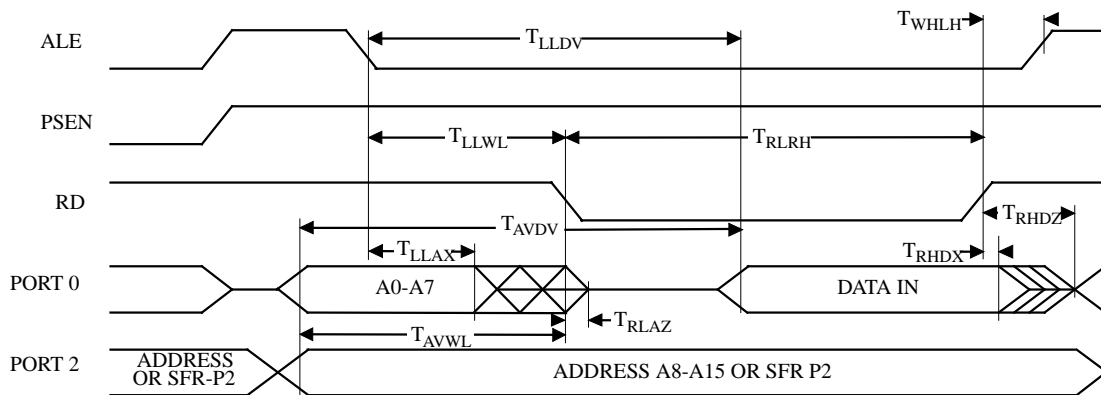 T_WHLH
ALE
T_LLDV
PSEN
T_LLWL
T_RLRH
RD
T_AVDV
T_RHDZ
T_LLAX
T_RHDX
PORT 0
A0-A7
DATA IN
T_RLAZ
T_AVWL
PORT 2
ADDRESS
OR SFR-P2
ADDRESS A8-A15 OR SFR P2